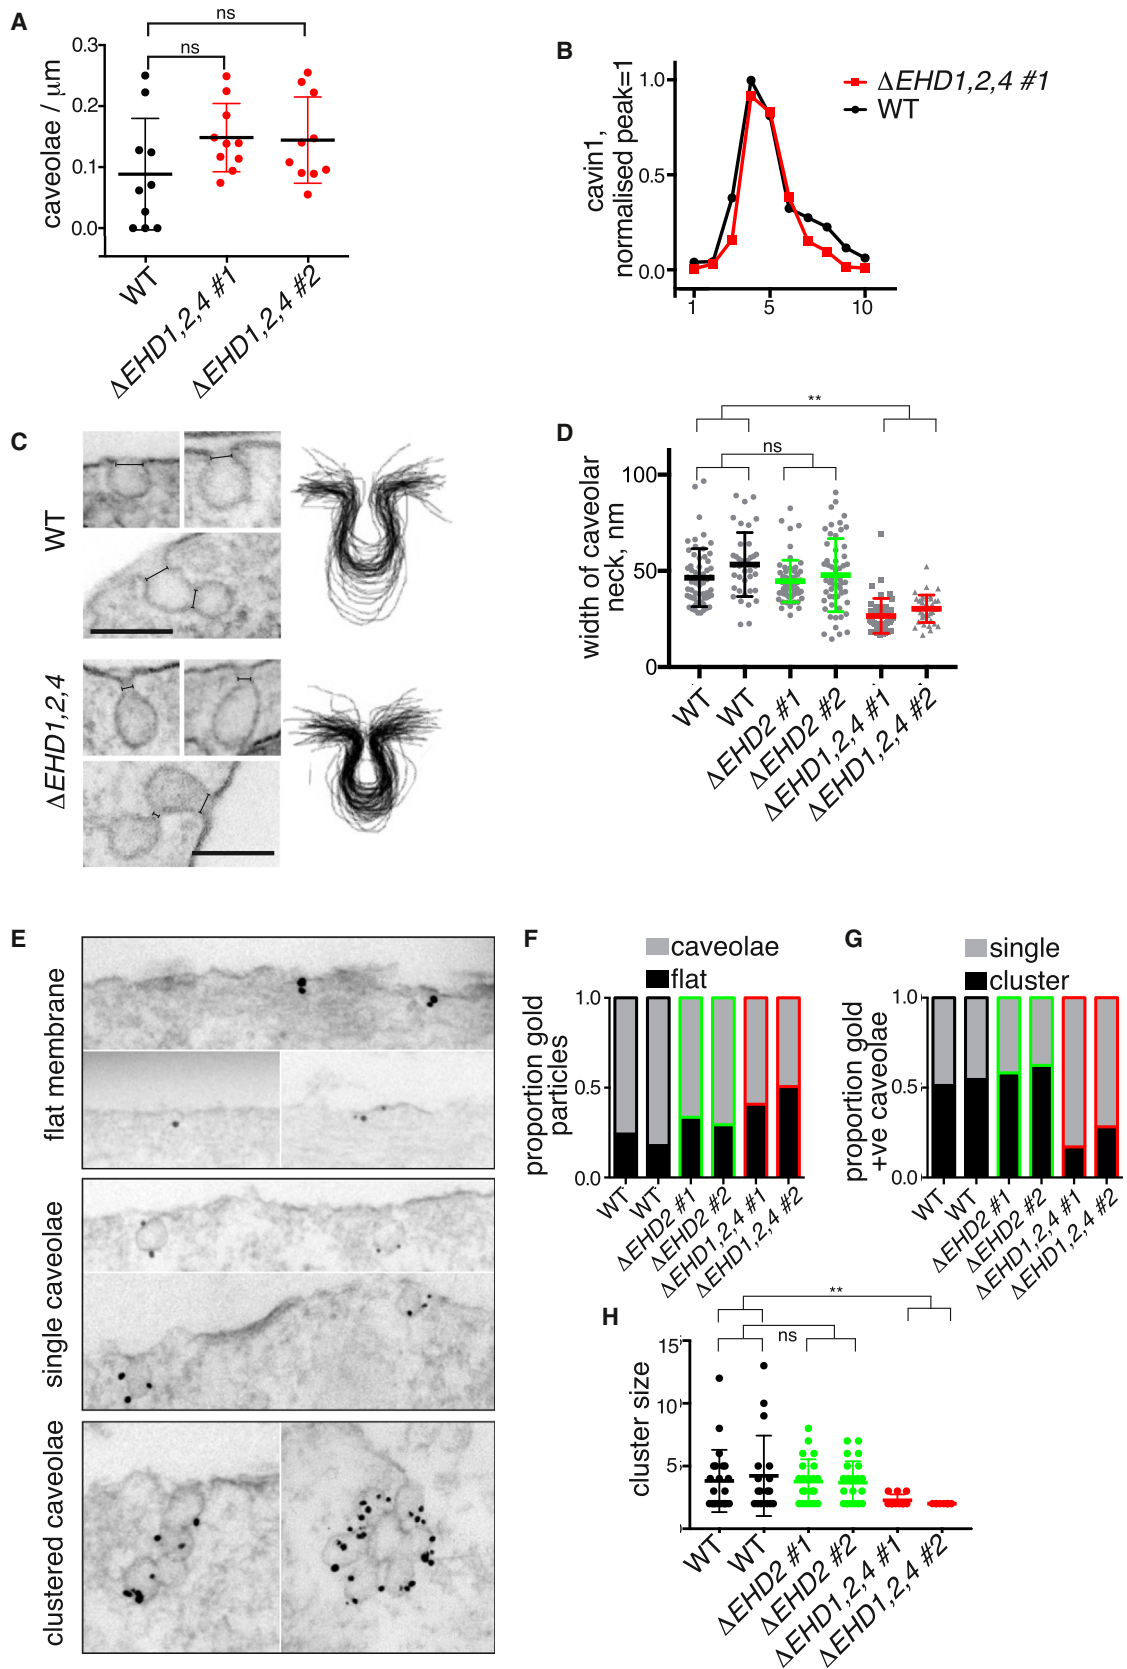 A
ns
ns
0.3
0.2
0.1
0.0
caveolae / μm
WT
ΔEHD1,2,4 #1
ΔEHD1,2,4 #2
B
ΔEHD1,2,4 #1
WT
cavin1,
normalised peak=1
1.0
0.5
0.0
1
5
10
C
WT
ΔEHD1,2,4
D
**
ns
width of caveolar
neck, nm
100
50
0
WT
WT
ΔEHD2 #1
ΔEHD2 #2
ΔEHD1,2,4 #1
ΔEHD1,2,4 #2
E
flat membrane
single caveolae
clustered caveolae
F
caveolae
flat
proportion gold
particles
1.0
0.5
0.0
WT
WT
ΔEHD2 #1
ΔEHD2 #2
ΔEHD1,2,4 #1
ΔEHD1,2,4 #2
G
single
cluster
proportion gold
+ve caveolae
1.0
0.5
0.0
WT
WT
ΔEHD2 #1
ΔEHD2 #2
ΔEHD1,2,4 #1
ΔEHD1,2,4 #2
H
**
ns
cluster size
15
10
5
WT
WT
ΔEHD2 #1
ΔEHD2 #2
ΔEHD1,2,4 #1
ΔEHD1,2,4 #2